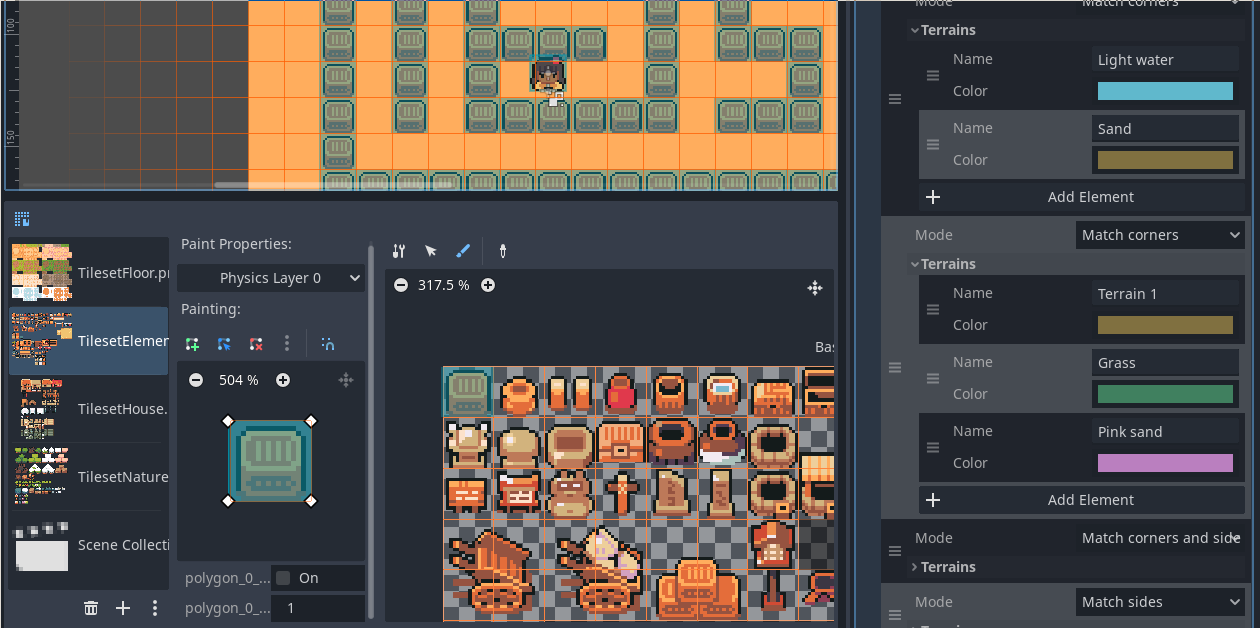 Mode Match corners
100
150
Terrains
Name Light water
Color
Name Sand
Color
Add Element
Mode Match corners
Terrains
Name Terrain 1
Color
Name Grass
Color
Name Pink sand
Color
Add Element
Mode Match corners and side
Terrains
Mode Match sides
TilesetFloor.pr
TilesetElemer
TilesetHouse.
TilesetNature
Scene Collecti
Paint Properties:
Physics Layer 0
Painting:
504 %
polygon_0_... On
polygon_0_... 1
317.5 %
Bas